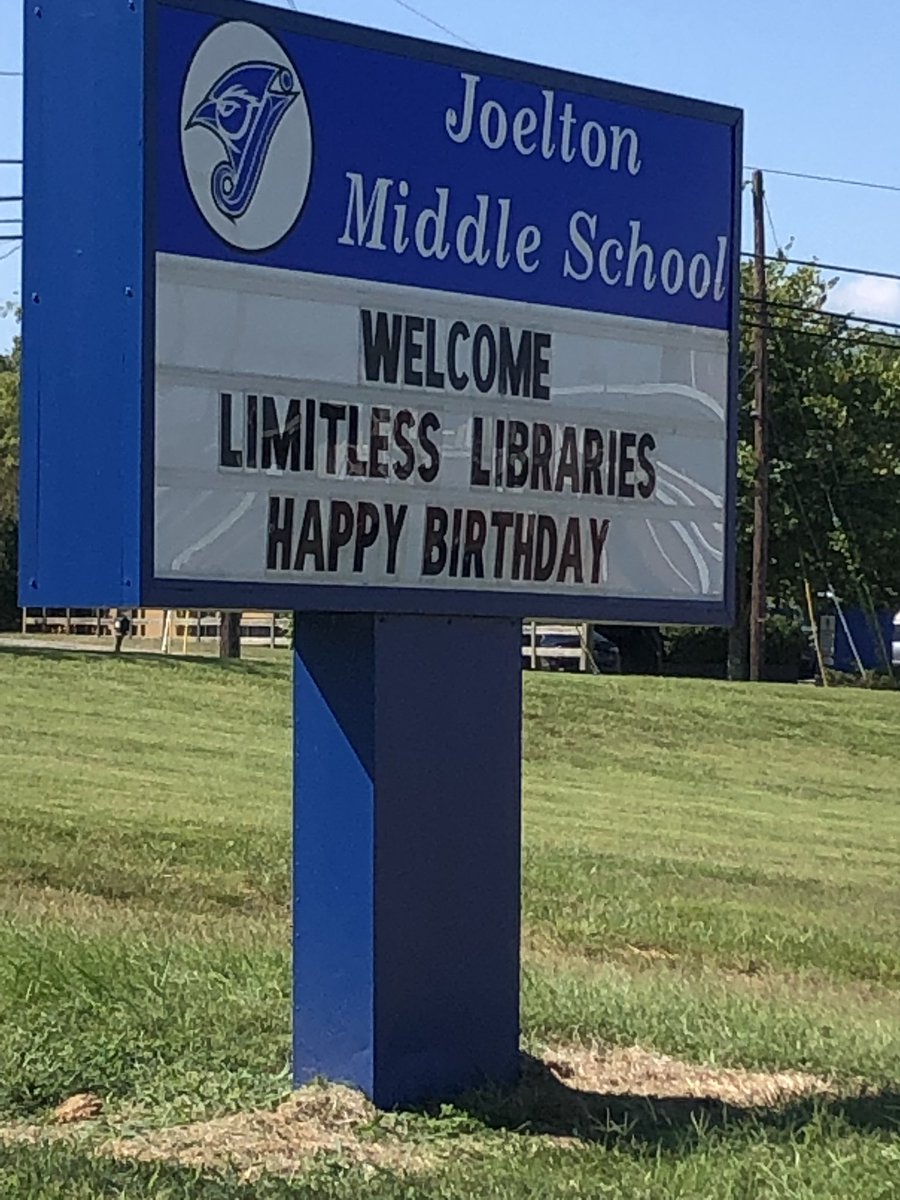 Joelton
Middle School
WELCOME
LIMITLESS LIBRARIES
HAPPY BIRTHDAY